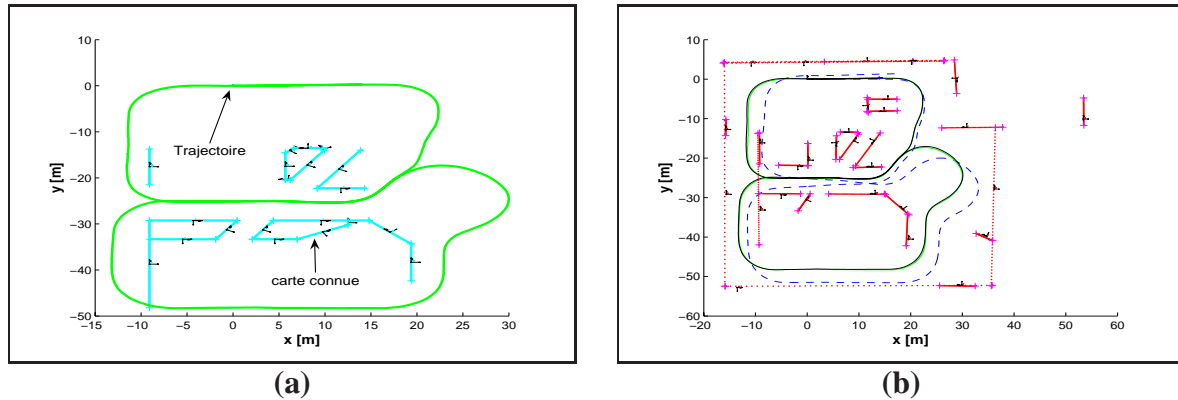 10
0
−10
−20
−30
−40
−50
y [m]
−15 −10 −5 0 5 10 15 20 25 30
x [m]
Trajectoire
carte connue
(a)
10
0
−10
−20
−30
−40
−50
−60
y [m]
−20 −10 0 10 20 30 40 50 60
x [m]
(b)